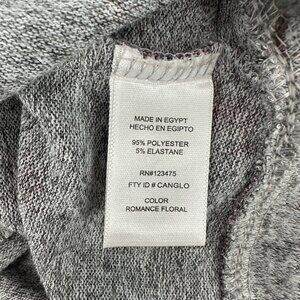 MADE IN EGYPT
HECHO EN EGIPTO
95% POLYESTER
5% ELASTANE
RN#123475
FTY ID # CANGLO
COLOR
ROMANCE FLORAL